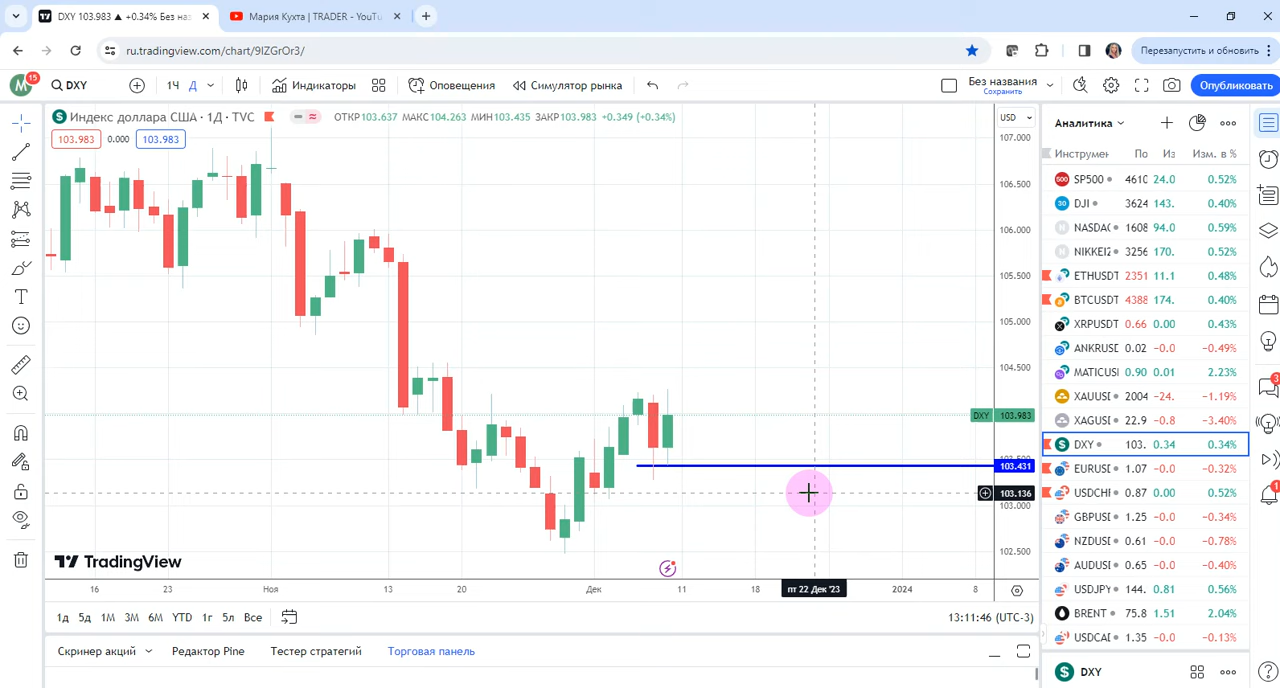 DXY 103.983 ▲ +0.34% Без наз
Мария Кухта | TRADER - YouTu
ru.tradingview.com/chart/9IZGrOr3/
Перезапустить и обновить
M
15
DXY
1Ч
Д
Индикаторы
Оповещения
Симулятор рынка
Без названия
Сохранить
Опубликовать
Индекс доллара США · 1Д · TVC
ОТКР103.637 МАКС104.263 МИН103.435 ЗАКР103.983 +0.349 (+0.34%)
103.983
0.000
103.983
USD
107.000
106.500
106.000
105.500
105.000
104.500
DXY 103.983
103.500
103.431
103.136
103.000
102.500
TradingView
16
23
Ноя
20
Дек
11
18
пт 22 Дек '23
2024
8
1д 5д 1М 3М 6М YTD 1г 5л Все
13:11:46 (UTC-3)
Скринер акций
Редактор Pine
Тестер страт
Торговая панель
Аналитика
Инструмен По Из Изм. в %
SP500 461 24.0 0.52%
DJI 3624 143. 0.40%
NASDAQ 1608 94.0 0.59%
NIKKEI2 3256 170. 0.52%
ETHUSDT 2351 11.1 0.48%
BTCUSDT 4388 174. 0.40%
XRPUSDT 0.66 0.00 0.43%
ANKRUSD 0.02 −0.0 −0.49%
MATICUSI 0.90 0.01 2.23%
XAUUSD 2004 −24. −1.19%
XAGUSD 22.9 −0.8 −3.40%
DXY 103. 0.34 0.34%
EURUSD 1.07 −0.0 −0.32%
USDCHF 0.87 0.00 0.52%
GBPUSD 1.25 −0.0 −0.34%
NZDUSD 0.61 −0.0 −0.78%
AUDUSD 0.65 −0.0 −0.40%
USDJPY 144. 0.81 0.56%
BRENT 75.8 1.51 2.04%
USDCAD 1.35 −0.0 −0.13%
DXY
3
1